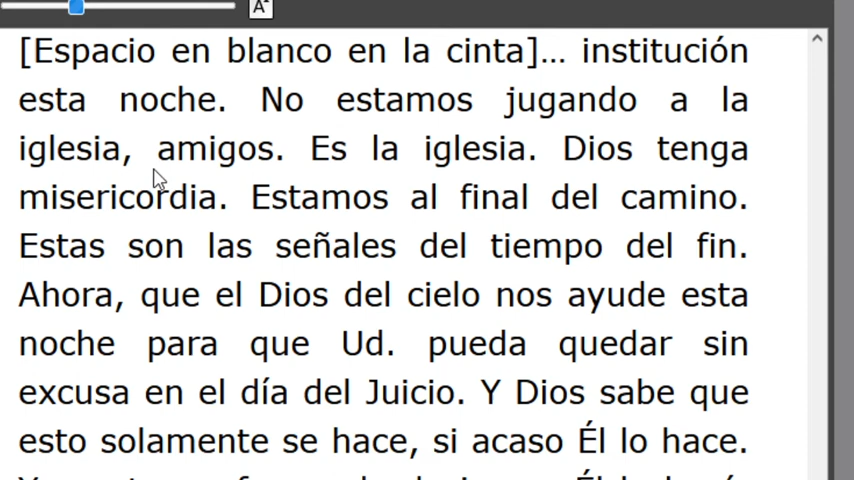 A
[Espacio en blanco en la cinta]... institución
esta noche. No estamos jugando a la
iglesia, amigos. Es la iglesia. Dios tenga
misericordia. Estamos al final del camino.
Estas son las señales del tiempo del fin.
Ahora, que el Dios del cielo nos ayude esta
noche para que Ud. pueda quedar sin
excusa en el día del Juicio. Y Dios sabe que
esto solamente se hace, si acaso Él lo hace.